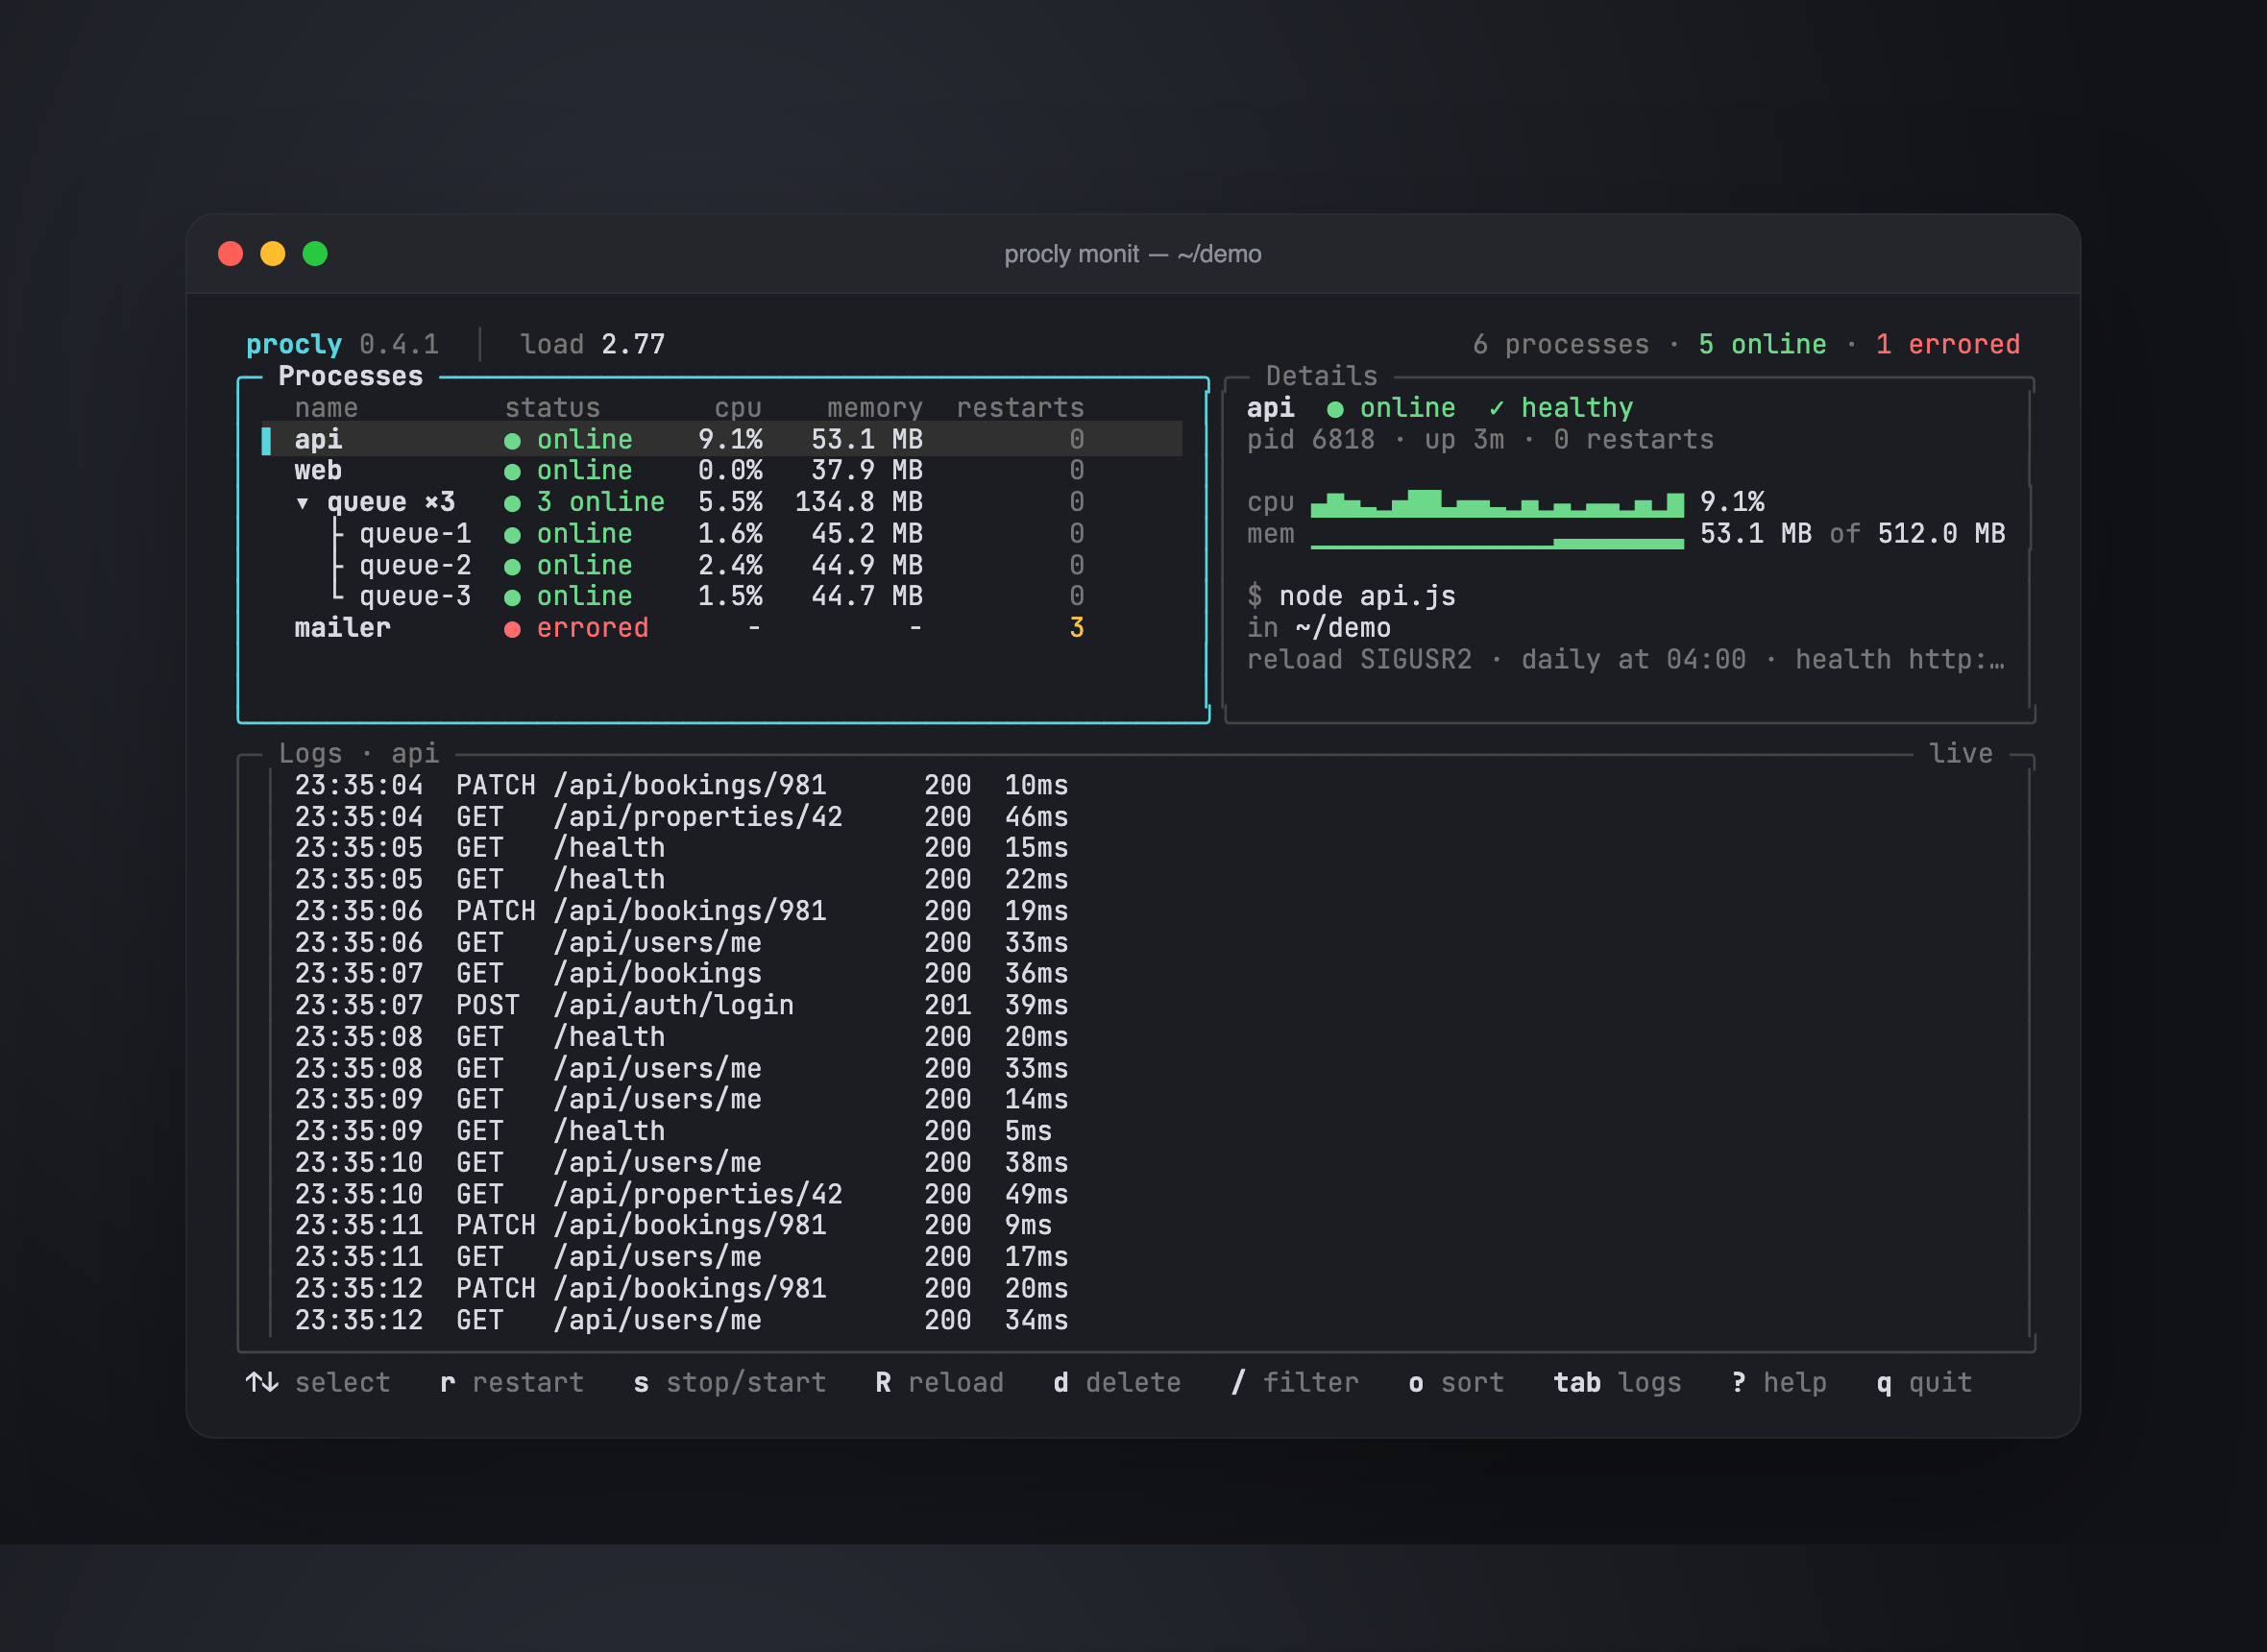 procly monit — ~/demo
procly 0.4.1 │ load 2.77 6 processes · 5 online · 1 errored
Processes
name status cpu memory restarts
api ● online 9.1% 53.1 MB 0
web ● online 0.0% 37.9 MB 0
▾ queue ×3 ● 3 online 5.5% 134.8 MB 0
├ queue-1 ● online 1.6% 45.2 MB 0
├ queue-2 ● online 2.4% 44.9 MB 0
└ queue-3 ● online 1.5% 44.7 MB 0
mailer ● errored - - 3
Details
api ● online ✓ healthy
pid 6818 · up 3m · 0 restarts
cpu 9.1%
mem 53.1 MB of 512.0 MB
$ node api.js
in ~/demo
reload SIGUSR2 · daily at 04:00 · health http:…
Logs · api live
23:35:04 PATCH /api/bookings/981 200 10ms
23:35:04 GET /api/properties/42 200 46ms
23:35:05 GET /health 200 15ms
23:35:05 GET /health 200 22ms
23:35:06 PATCH /api/bookings/981 200 19ms
23:35:06 GET /api/users/me 200 33ms
23:35:07 GET /api/bookings 200 36ms
23:35:07 POST /api/auth/login 201 39ms
23:35:08 GET /health 200 20ms
23:35:08 GET /api/users/me 200 33ms
23:35:09 GET /api/users/me 200 14ms
23:35:09 GET /health 200 5ms
23:35:10 GET /api/users/me 200 38ms
23:35:10 GET /api/properties/42 200 49ms
23:35:11 PATCH /api/bookings/981 200 9ms
23:35:11 GET /api/users/me 200 17ms
23:35:12 PATCH /api/bookings/981 200 20ms
23:35:12 GET /api/users/me 200 34ms
↑↓ select r restart s stop/start R reload d delete / filter o sort tab logs ? help q quit